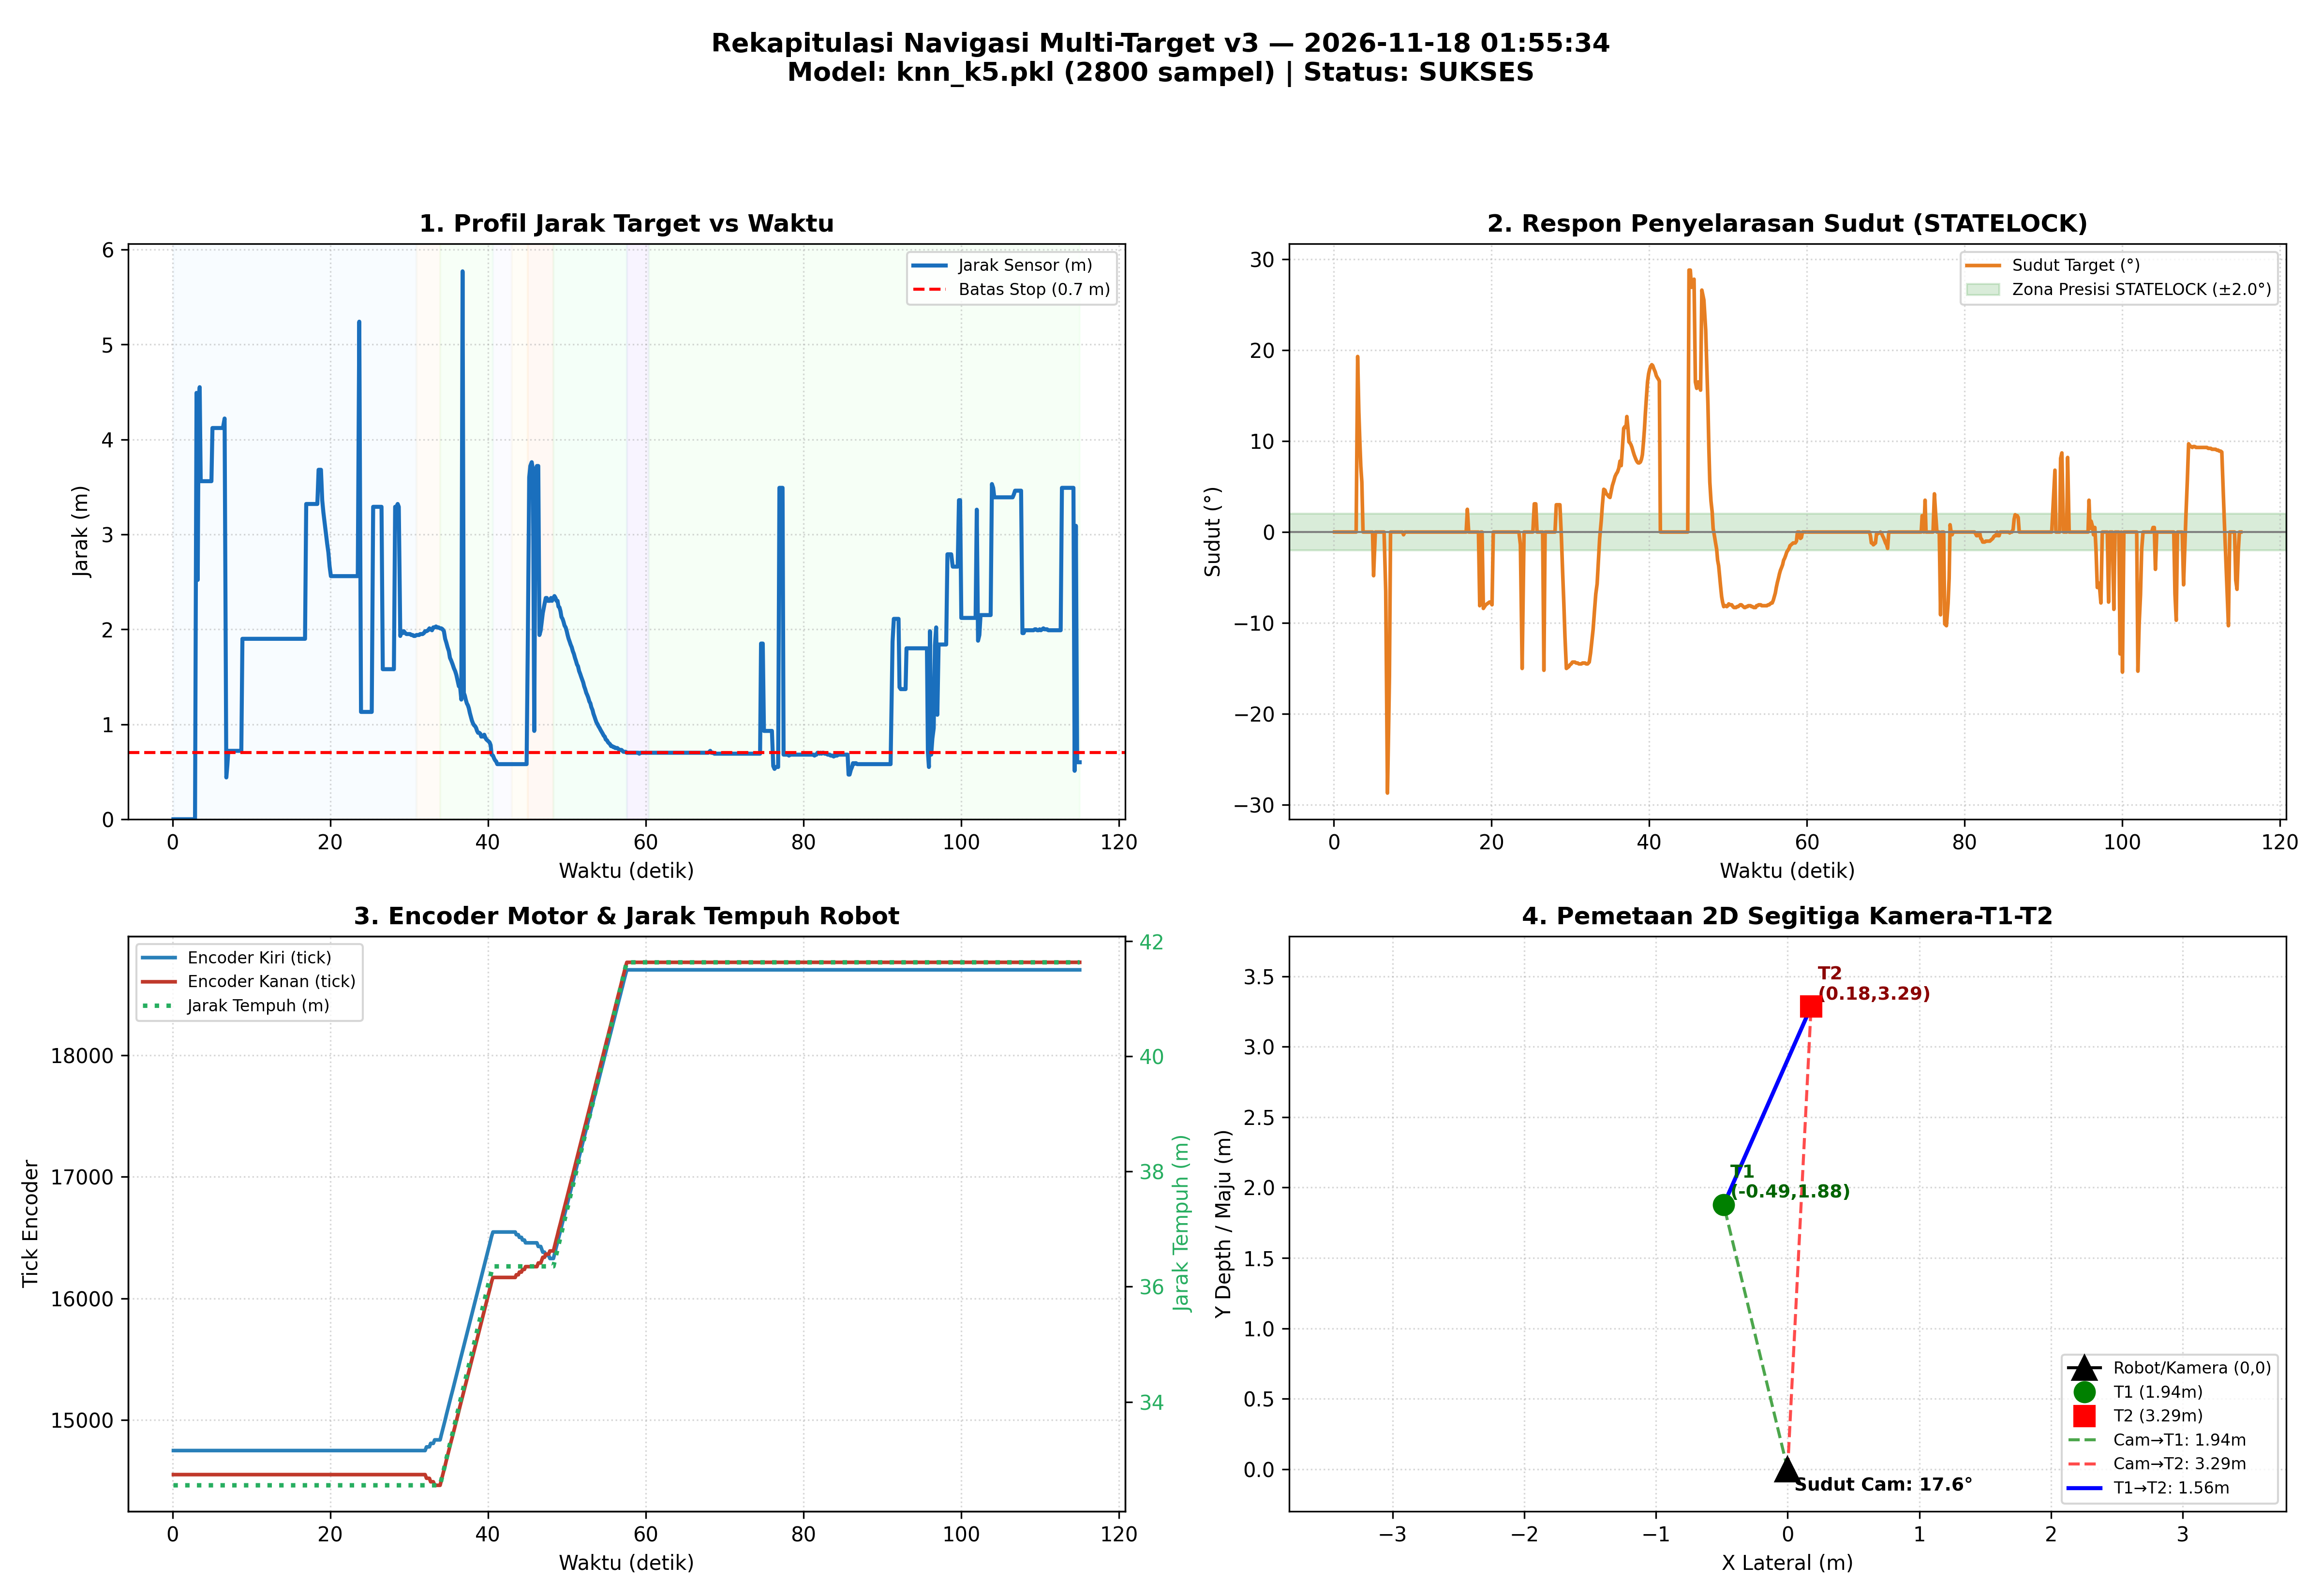 Rekapitulasi Navigasi Multi-Target v3 — 2026-11-18 01:55:34
Model: knn_k5.pkl (2800 sampel) | Status: SUKSES
1. Profil Jarak Target vs Waktu
Jarak (m)
6
5
4
3
2
1
0
0 20 40 60 80 100 120
Waktu (detik)
Jarak Sensor (m)
Batas Stop (0.7 m)
2. Respon Penyelarasan Sudut (STATELOCK)
Sudut (°)
30
20
10
0
−10
−20
−30
0 20 40 60 80 100 120
Waktu (detik)
Sudut Target (°)
Zona Presisi STATELOCK (±2.0°)
3. Encoder Motor & Jarak Tempuh Robot
Tick Encoder
18000
17000
16000
15000
0 20 40 60 80 100 120
Waktu (detik)
42
40
38
36
34
Jarak Tempuh (m)
Encoder Kiri (tick)
Encoder Kanan (tick)
Jarak Tempuh (m)
4. Pemetaan 2D Segitiga Kamera-T1-T2
Y Depth / Maju (m)
3.5
3.0
2.5
2.0
1.5
1.0
0.5
0.0
−3 −2 −1 0 1 2 3
X Lateral (m)
T2
(0.18,3.29)
T1
(-0.49,1.88)
Sudut Cam: 17.6°
Robot/Kamera (0,0)
T1 (1.94m)
T2 (3.29m)
Cam→T1: 1.94m
Cam→T2: 3.29m
T1→T2: 1.56m